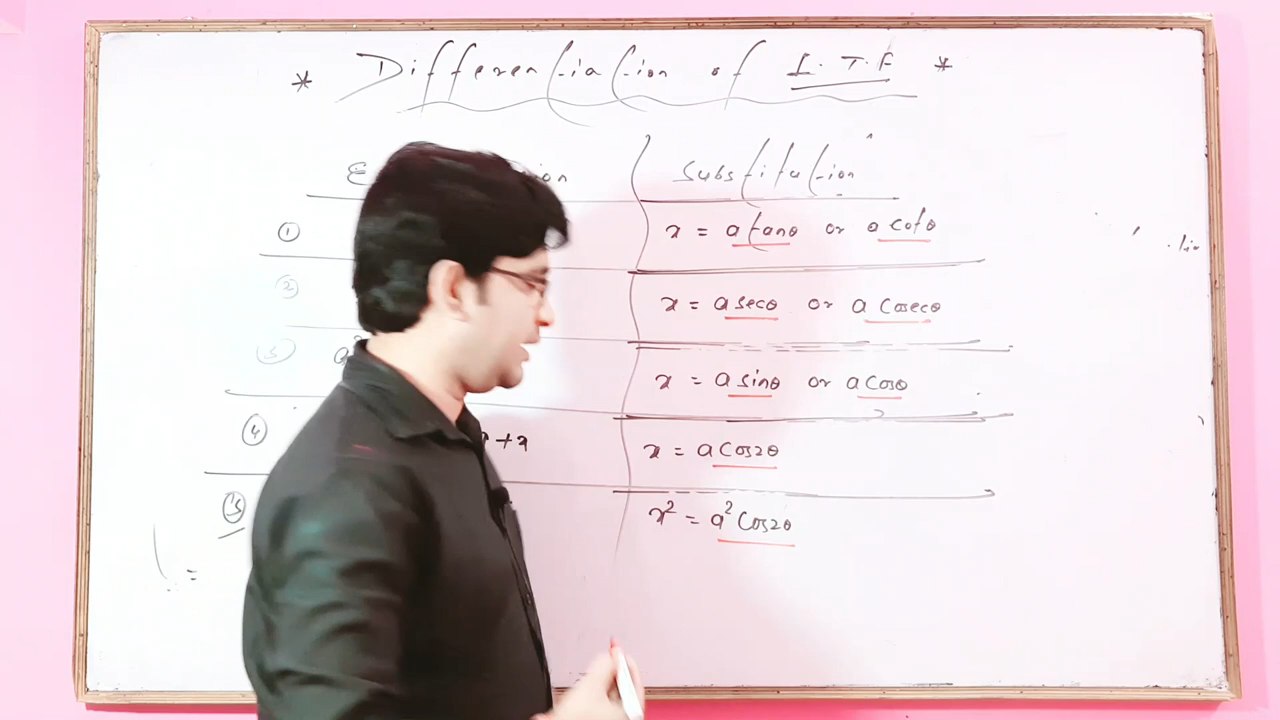 * Differentiation of I.T.F *
Substitution
① x = a tanθ or a cotθ
② x = a secθ or a cosecθ
③ x = a sinθ or a cosθ
④ + x x = a cos2θ
⑤ x² = a² cos2θ